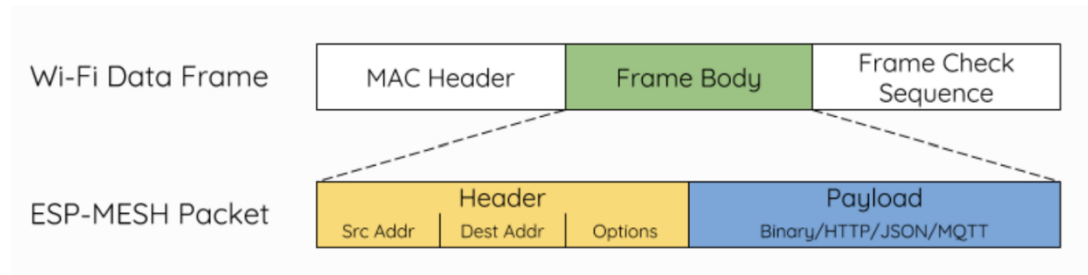 Wi-Fi Data Frame
MAC Header
Frame Body
Frame Check
Sequence
ESP-MESH Packet
Header
Src Addr
Dest Addr
Options
Payload
Binary/HTTP/JSON/MQTT